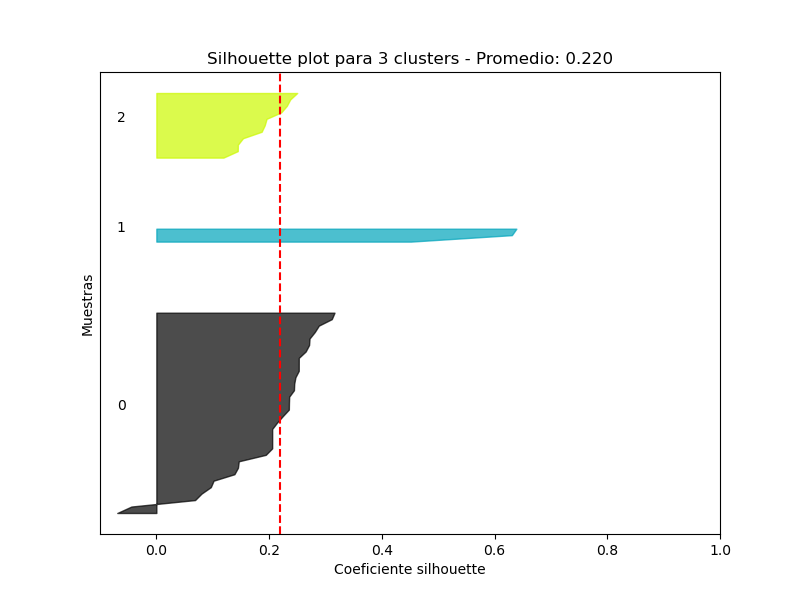 Silhouette plot para 3 clusters - Promedio: 0.220
2
1
0
Muestras
0.0 0.2 0.4 0.6 0.8 1.0
Coeficiente silhouette